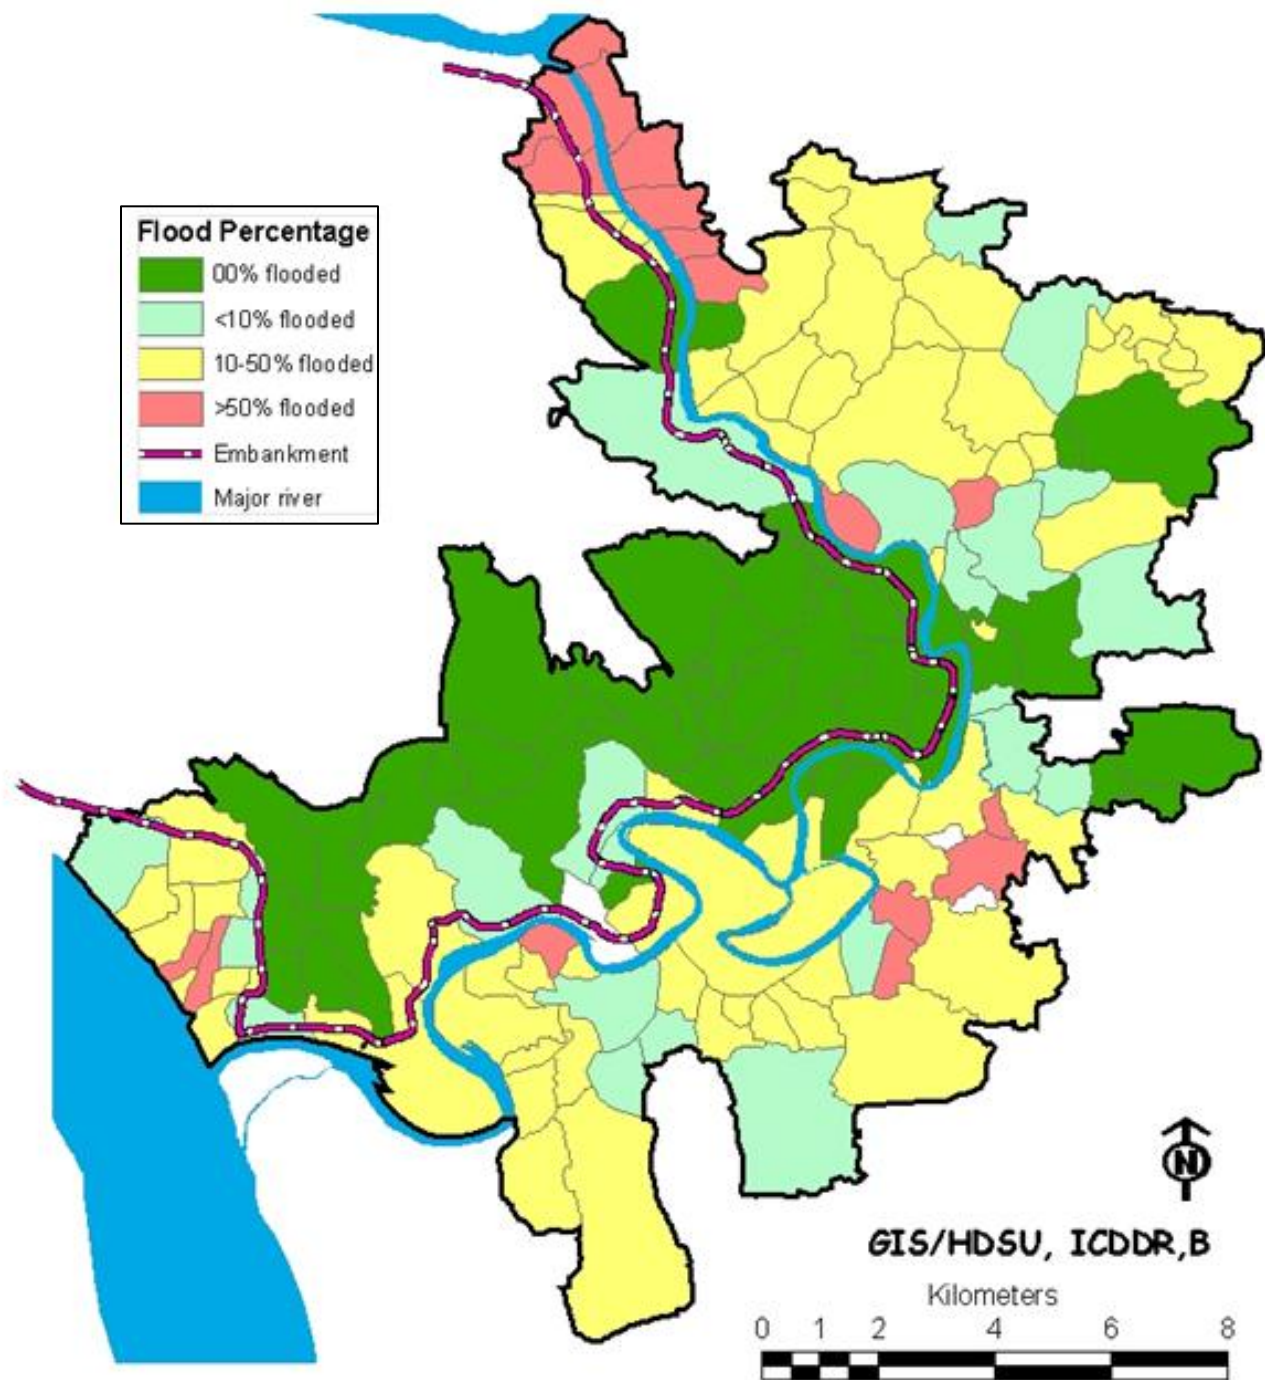 Flood Percentage
00% flooded
<10% flooded
10-50% flooded
>50% flooded
Embankment
Major river
N
GIS/HDSU, ICDDR,B
Kilometers
0 1 2 4 6 8